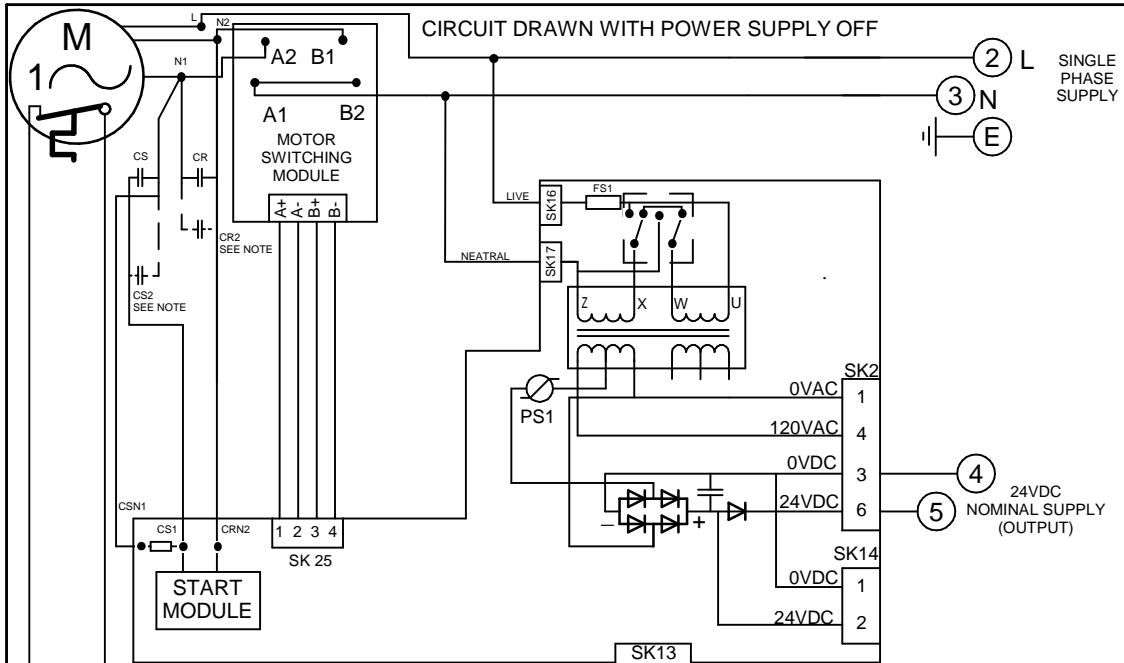 CIRCUIT DRAWN WITH POWER SUPPLY OFF
M
1
L
N2
N1
A2 B1
A1 B2
MOTOR
SWITCHING
MODULE
A+ A- B+ B-
2 L
SINGLE
PHASE
SUPPLY
3 N
E
CS
CR
CR2
SEE NOTE
CS2
SEE NOTE
LIVE
SK16
FS1
NEATRAL
SK17
Z X W U
PS1
SK2
0VAC 1
120VAC 4
0VDC 3
24VDC 6
4
5
24VDC
NOMINAL SUPPLY
(OUTPUT)
– +
SK14
0VDC 1
24VDC 2
CSN1
CS1
CRN2
1 2 3 4
SK 25
START
MODULE
SK13